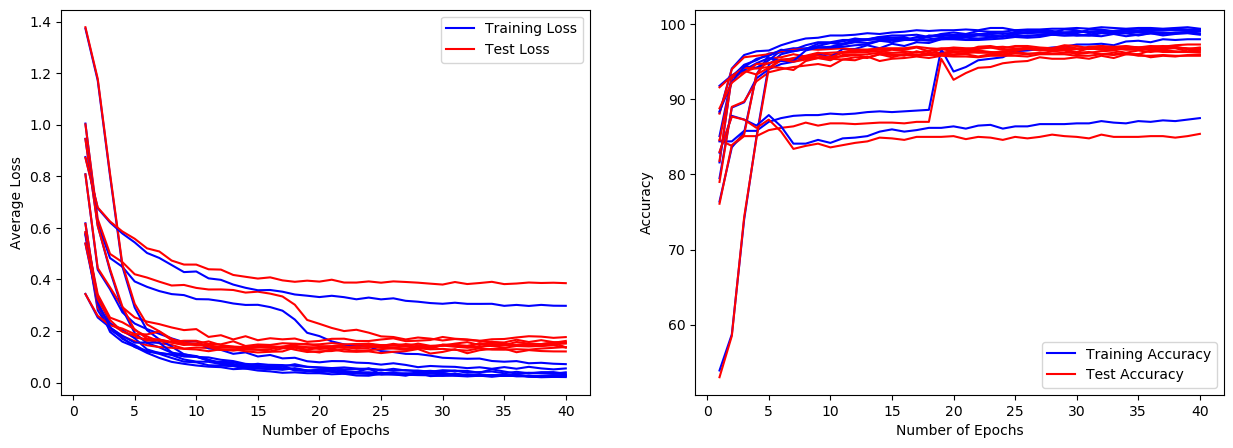 1.4
1.2
1.0
0.8
0.6
0.4
0.2
0.0
Average Loss
Training Loss
Test Loss
0 5 10 15 20 25 30 35 40
Number of Epochs
100
90
80
70
60
Accuracy
Training Accuracy
Test Accuracy
0 5 10 15 20 25 30 35 40
Number of Epochs